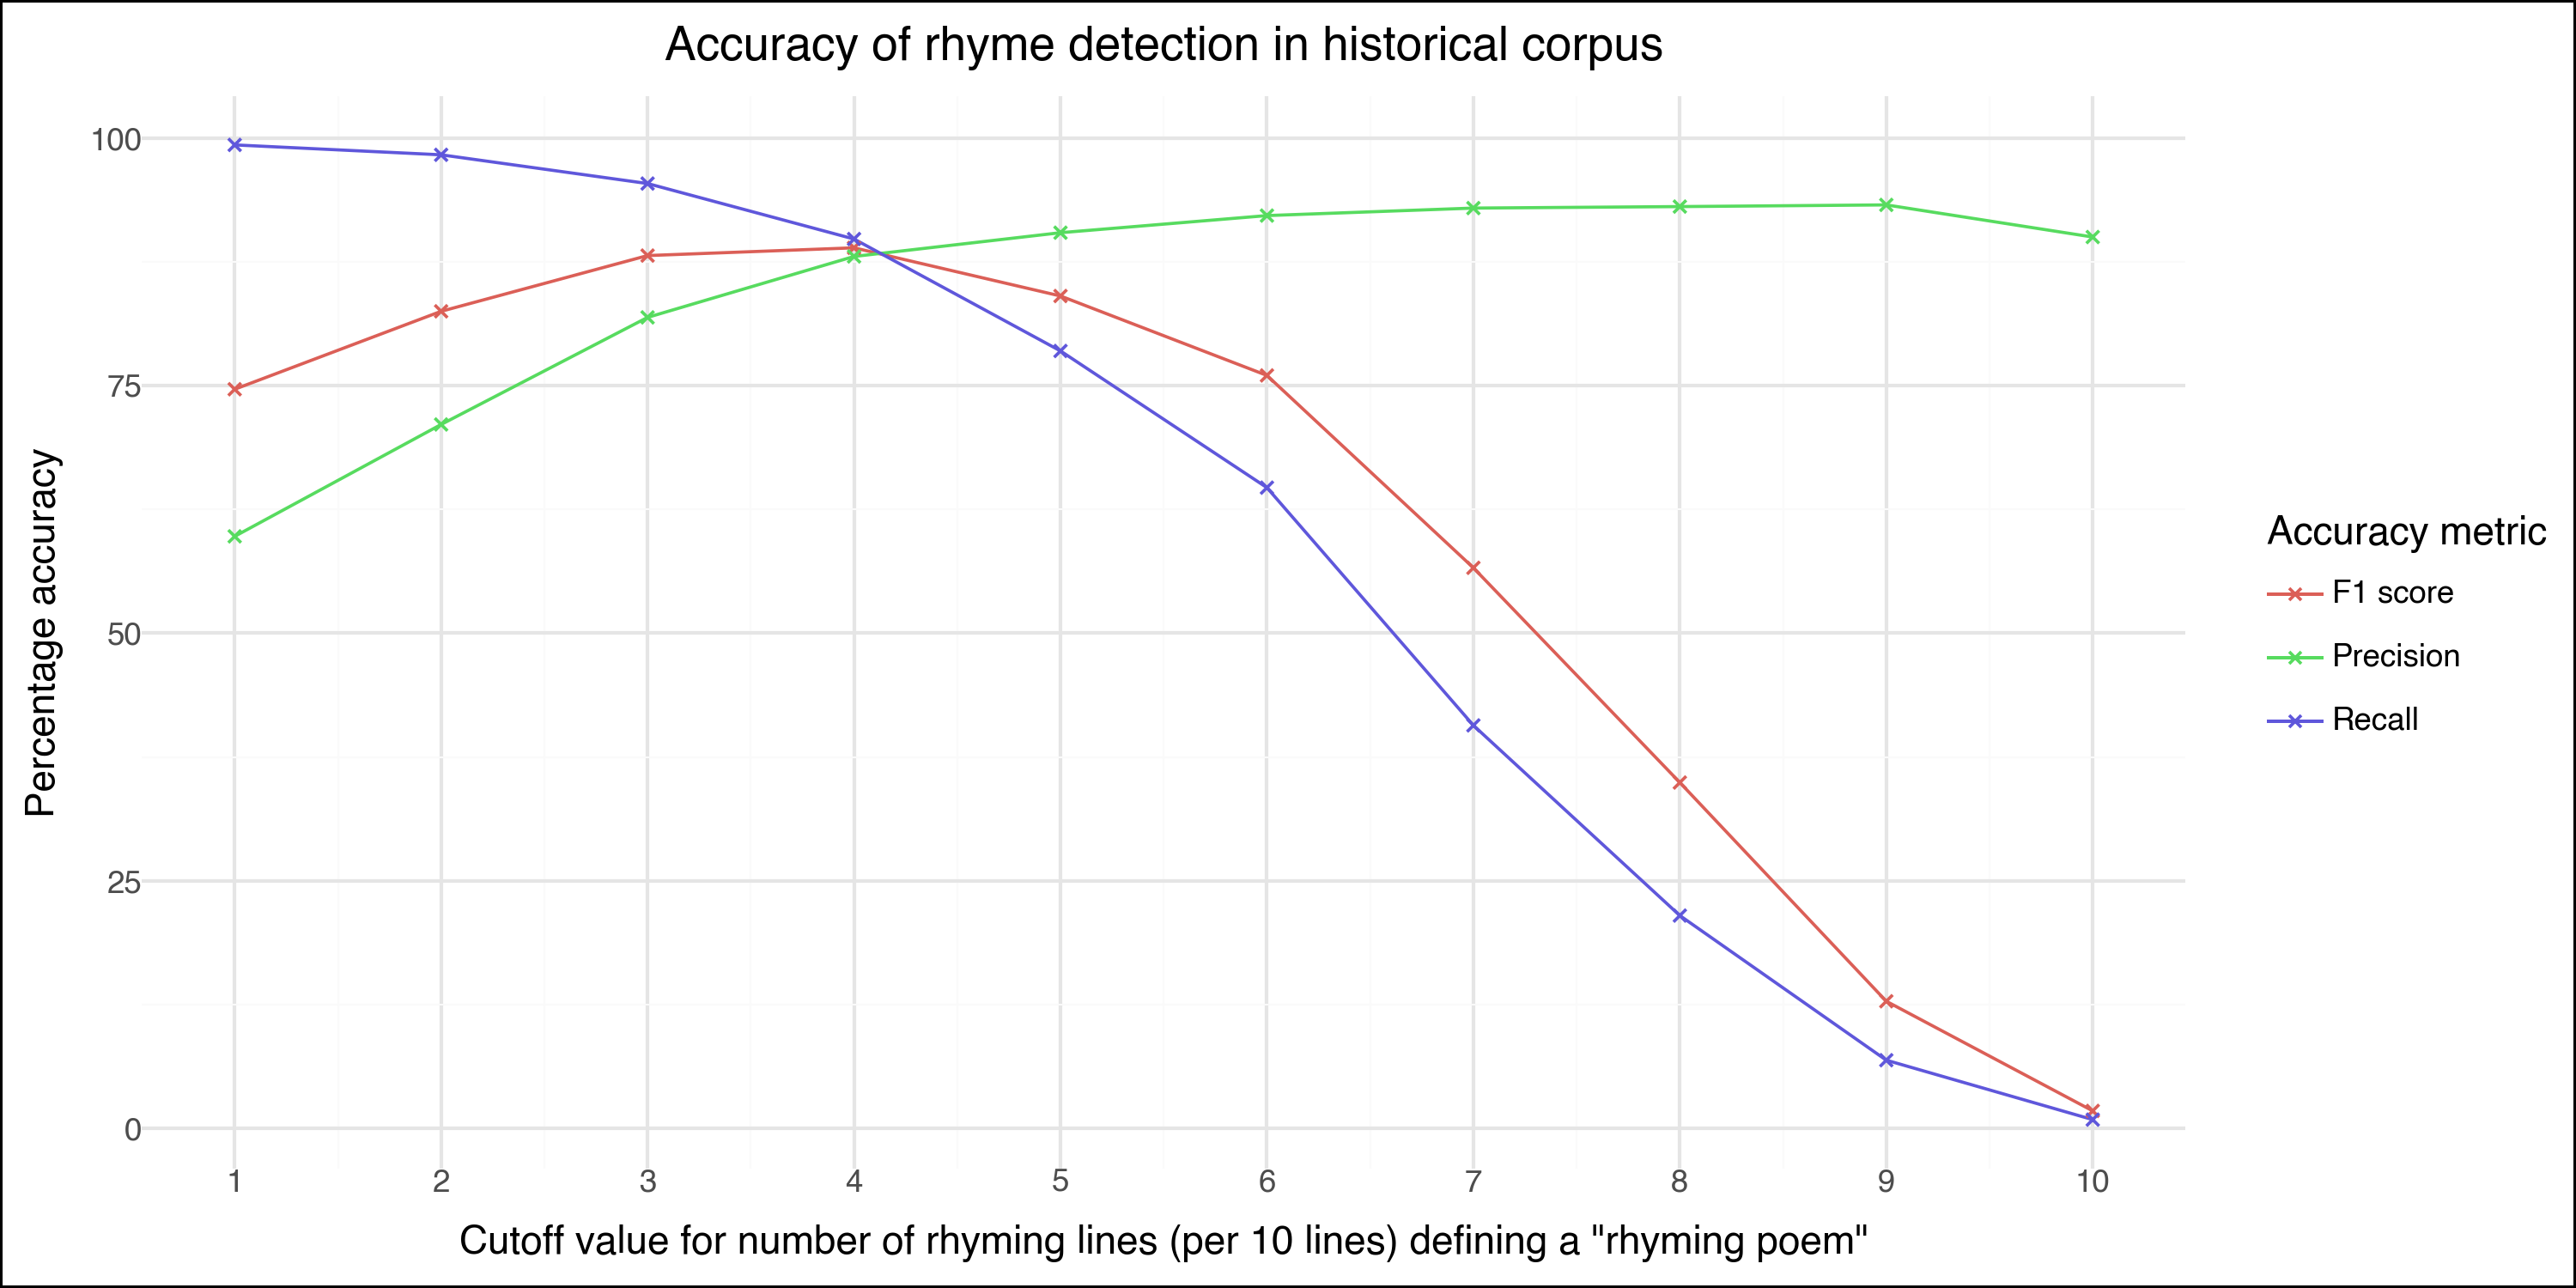 Accuracy of rhyme detection in historical corpus
100
75
50
25
0
Percentage accuracy
1 2 3 4 5 6 7 8 9 10
Cutoff value for number of rhyming lines (per 10 lines) defining a "rhyming poem"
Accuracy metric
F1 score
Precision
Recall